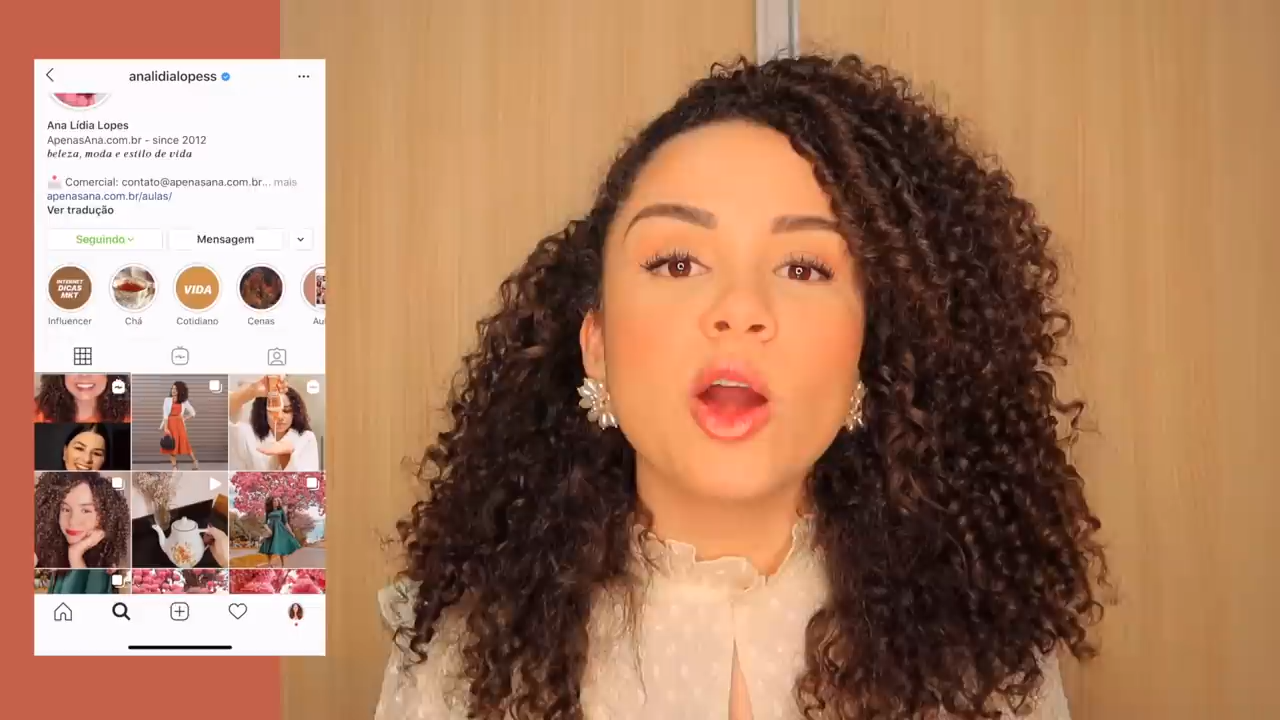 analidialopess
Ana Lídia Lopes
ApenasAna.com.br - since 2012
beleza, moda e estilo de vida
Comercial: contato@apenasana.com.br... mais
apenasana.com.br/aulas/
Ver tradução
Seguindo
Mensagem
INTERNET
DICAS
MKT
VIDA
Influencer
Chá
Cotidiano
Cenas
Au